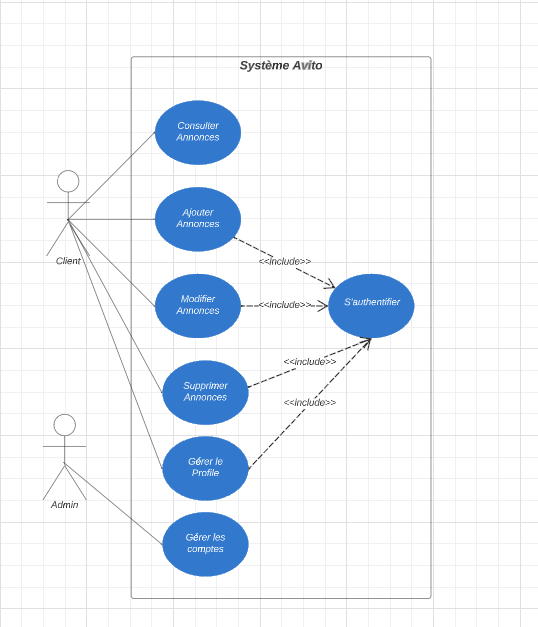 Système Avito
Consulter
Annonces
Ajouter
Annonces
<<include>>
Client
Modifier
Annonces
<<include>>
S'authentifier
<<include>>
Supprimer
Annonces
<<include>>
Gérer le
Profile
Admin
Gérer les
comptes